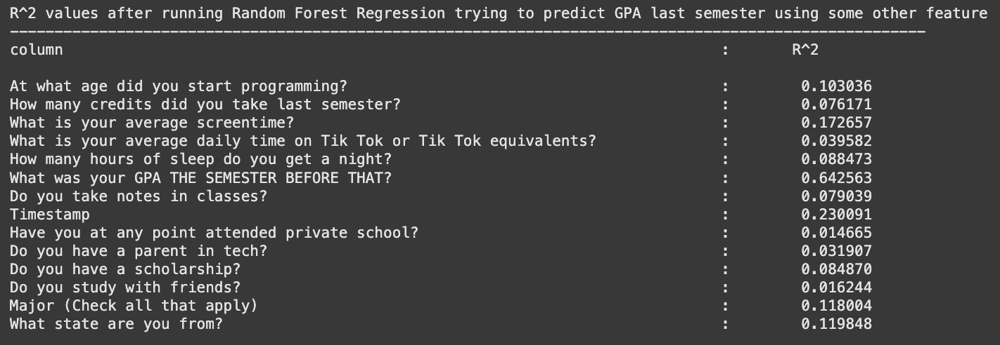 R^2 values after running Random Forest Regression trying to predict GPA last semester using some other feature
-------------------------------------------------------------------------------------------------------
column : R^2
At what age did you start programming? : 0.103036
How many credits did you take last semester? : 0.076171
What is your average screentime? : 0.172657
What is your average daily time on Tik Tok or Tik Tok equivalents? : 0.039582
How many hours of sleep do you get a night? : 0.088473
What was your GPA THE SEMESTER BEFORE THAT? : 0.642563
Do you take notes in classes? : 0.079039
Timestamp : 0.230091
Have you at any point attended private school? : 0.014665
Do you have a parent in tech? : 0.031907
Do you have a scholarship? : 0.084870
Do you study with friends? : 0.016244
Major (Check all that apply) : 0.118004
What state are you from? : 0.119848